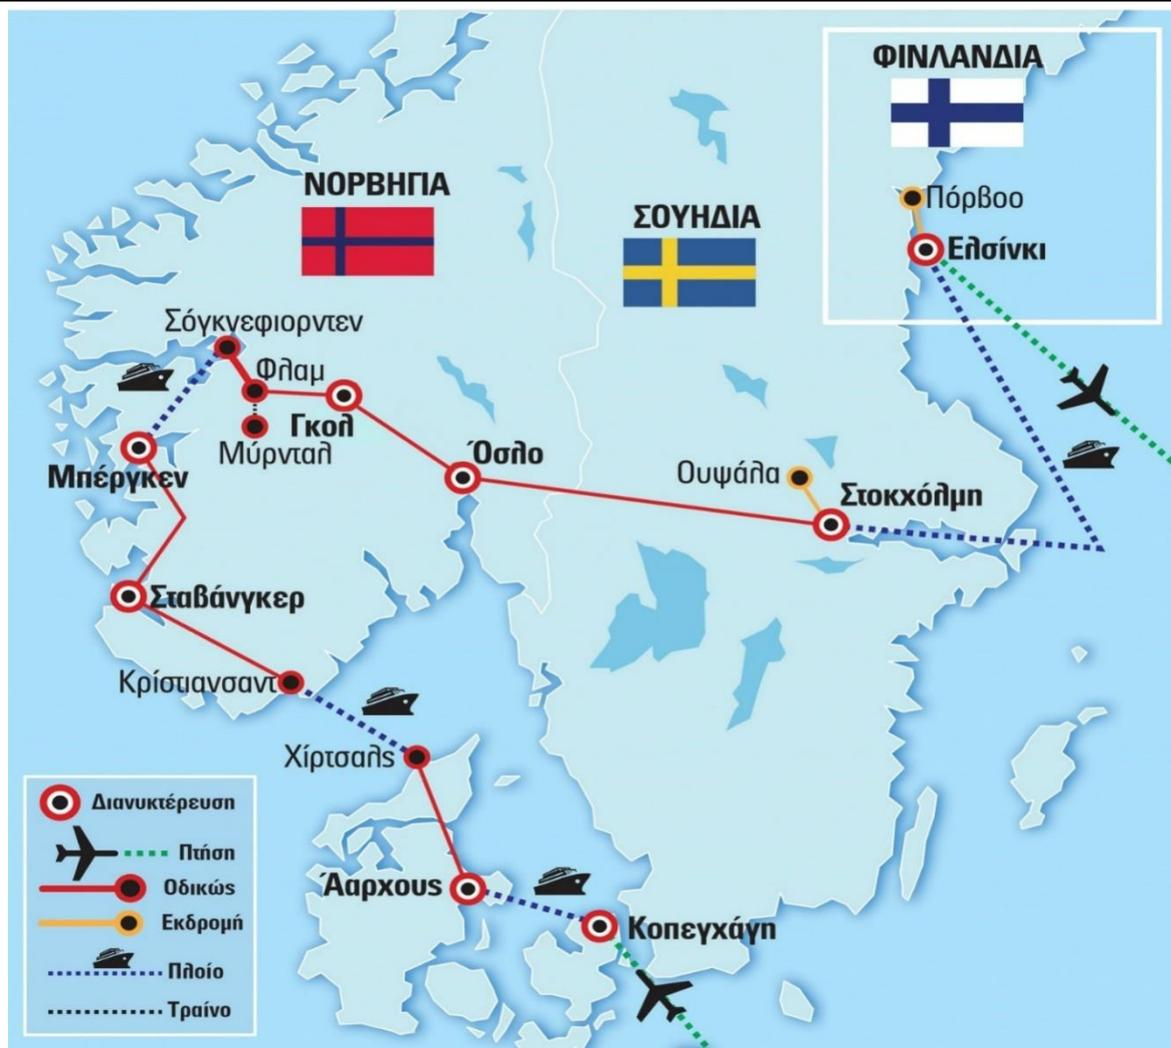 ΦΙΝΛΑΝΔΙΑ
ΝΟΡΒΗΓΙΑ
ΣΟΥΗΔΙΑ
Πόρβοο
Ελσίνκι
Σόγκνεφιορντεν
Φλαμ
Γκολ
Μύρνταλ
Μπέργκεν
Όσλο
Ουψάλα
Στοκχόλμη
Σταβάνγκερ
Κρίστιανσαντ
Χίρτσαλς
Άαρχους
Κοπεγχάγη
Διανυκτέρευση
Πτήση
Οδικώς
Εκδρομή
Πλοίο
Τραίνο